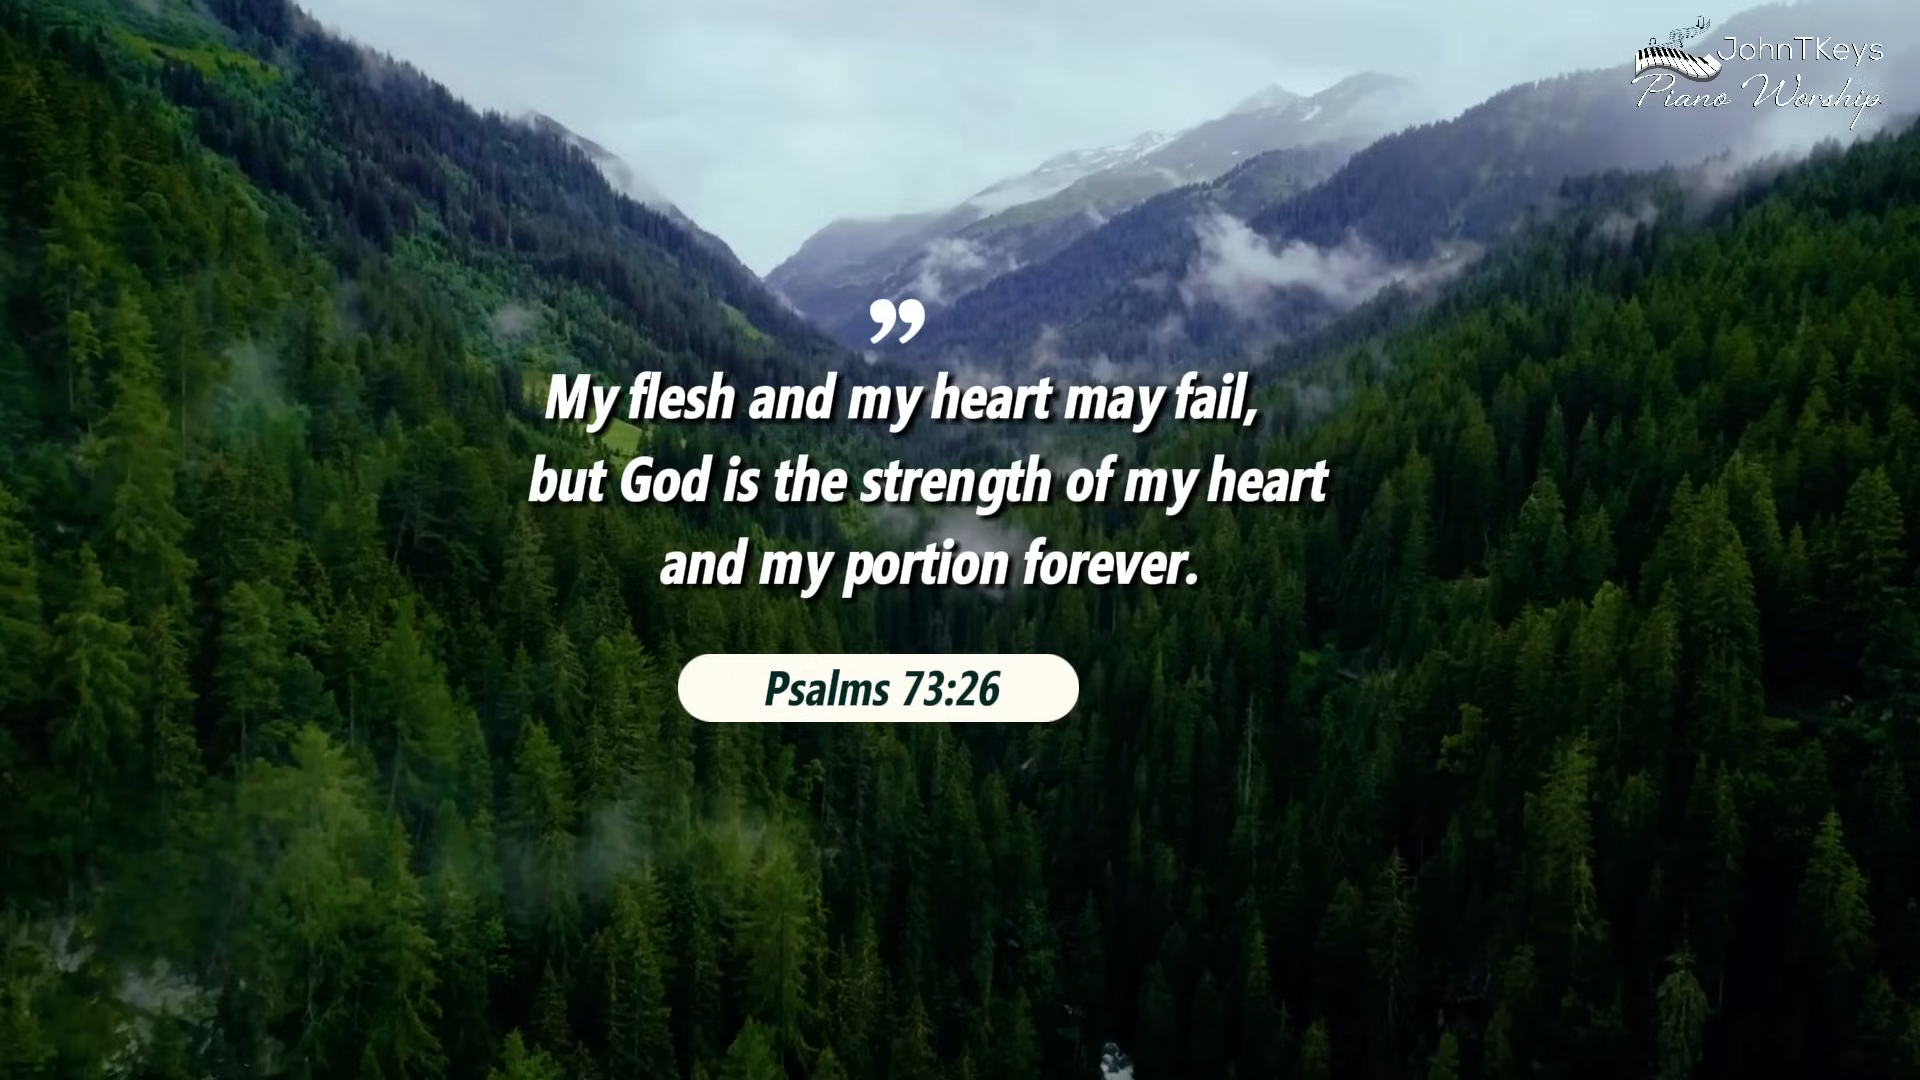 JohnTKeys
Piano Worship
”
My flesh and my heart may fail,
but God is the strength of my heart
and my portion forever.
Psalms 73:26